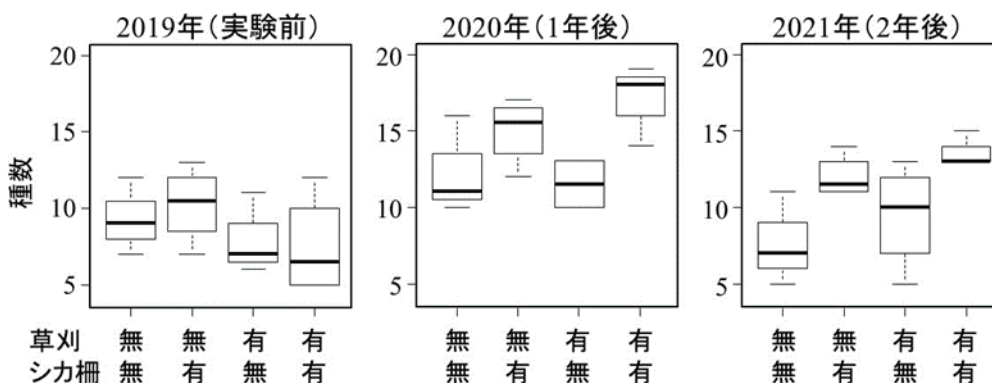 2019年(実験前) 2020年(1年後) 2021年(2年後)
20 20 20
15 15 15
種数
10 10 10
5 5 5
草刈 無 無 有 有 無 無 有 有 無 無 有 有
シカ柵 無 有 無 有 無 有 無 有 無 有 無 有